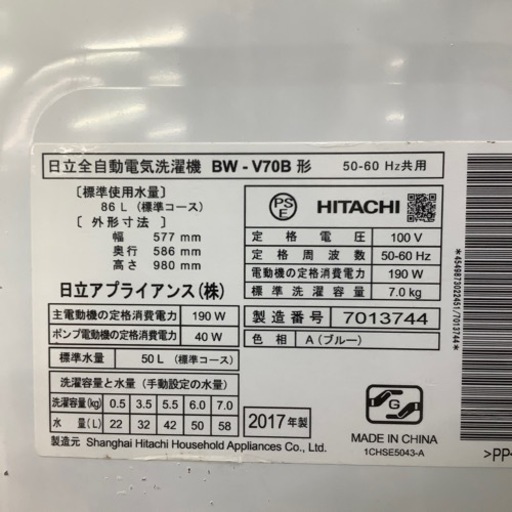 日立全自動電気洗濯機 BW-V70B形 50-60 Hz共用
〔標準使用水量〕
86 L (標準コース)
〔外形寸法〕
幅 577 mm
奥行 586 mm
高さ 980 mm
日立アプライアンス(株)
主電動機の定格消費電力 190 W
ポンプ電動機の定格消費電力 40 W
標準水量 50 L (標準コース)
洗濯容量と水量 (手動設定の水量)
洗濯容量(kg) 0.5 3.5 5.5 6.0 7.0
水量(L) 22 32 42 50 58
製造元 Shanghai Hitachi Household Appliances Co., Ltd.
PSE HITACHI
定格電圧 100 V
定格周波数 50-60 Hz
電動機の定格消費電力 190 W
標準洗濯容量 7.0 kg
製造番号 7013744
色相 A (ブルー)
2017年製
G
MADE IN CHINA
1CHSE5043-A
*4549873022451/7013744*
>PP-